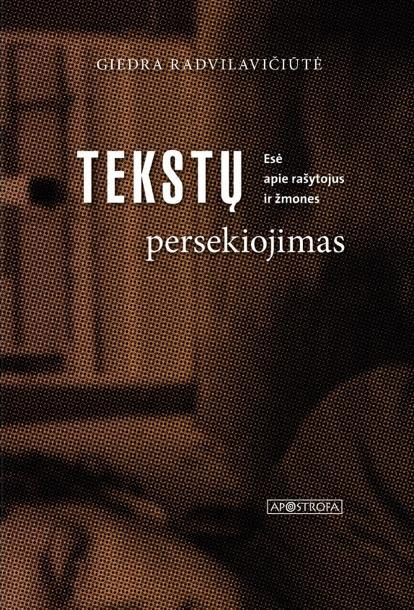 GIEDRA RADVILAVIČIŪTĖ
TEKSTŲ
Esė
apie rašytojus
ir žmones
persekiojimas
APOSTROFA